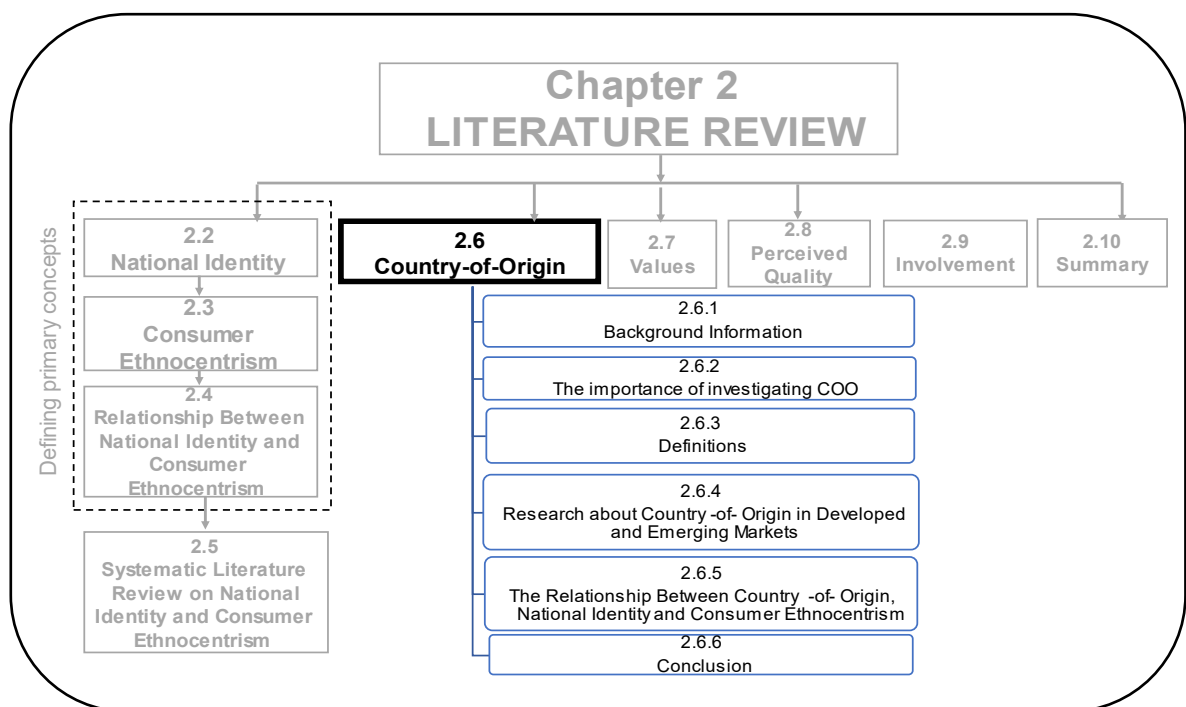 Chapter 2
LITERATURE REVIEW
Defining primary concepts
2.2
National Identity
2.3
Consumer
Ethnocentrism
2.4
Relationship Between
National Identity and
Consumer
Ethnocentrism
2.5
Systematic Literature
Review on National
Identity and Consumer
Ethnocentrism
2.6
Country-of-Origin
2.6.1
Background Information
2.6.2
The importance of investigating COO
2.6.3
Definitions
2.6.4
Research about Country -of- Origin in Developed
and Emerging Markets
2.6.5
The Relationship Between Country -of- Origin,
National Identity and Consumer Ethnocentrism
2.6.6
Conclusion
2.7
Values
2.8
Perceived
Quality
2.9
Involvement
2.10
Summary